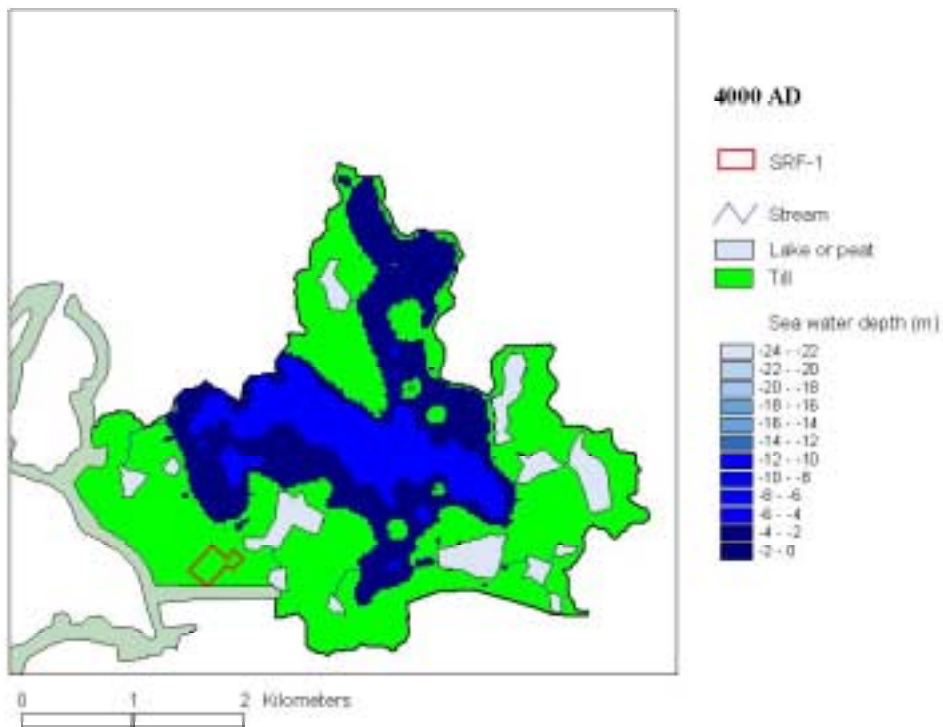 4000 AD
SRF-1
Stream
Lake or peat
Till
Sea water depth (m)
-24 - -22
-22 - -20
-20 - -18
-18 - -16
-16 - -14
-14 - -12
-12 - -10
-10 - -8
-8 - -6
-6 - -4
-4 - -2
-2 - 0
0 1 2 Kilometers